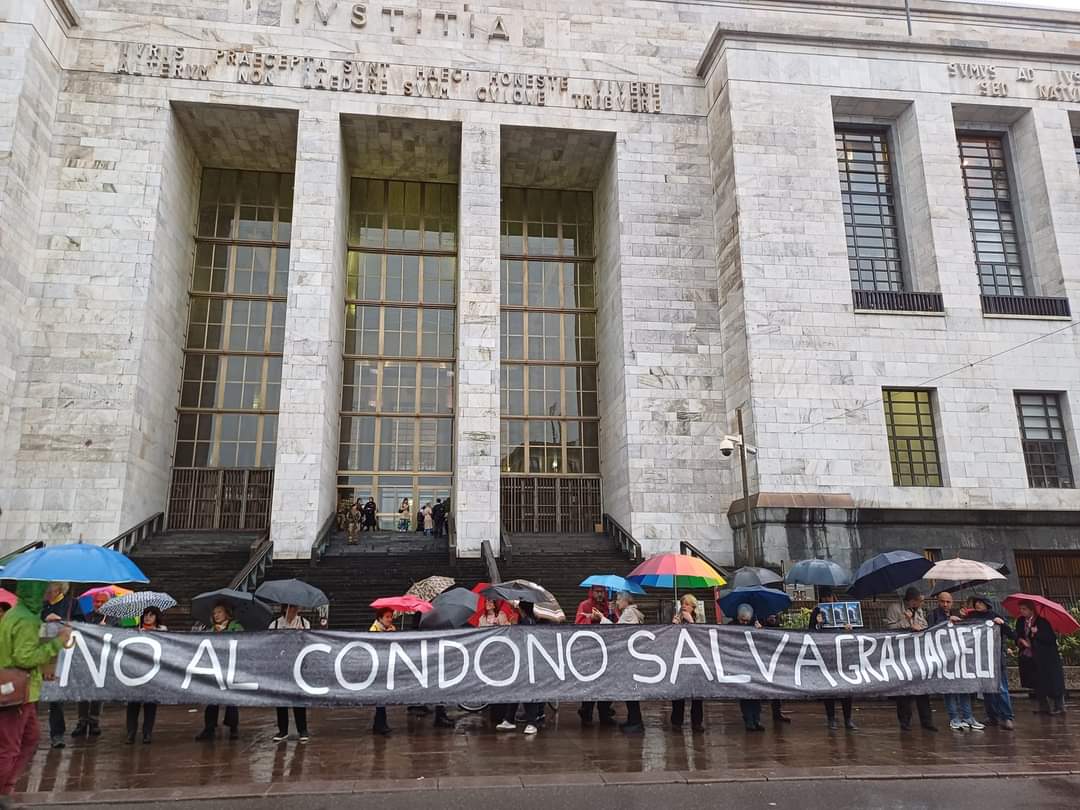 IVSTITIA
IVRIS PRAECEPTA SVNT HAEC: HONESTE VIVERE
ALTERVM NON LAEDERE SVVM CVIQVE TRIBVERE
SVMVS AD IVS
SED NATV
NO AL CONDONO SALVAGRATTACIELI